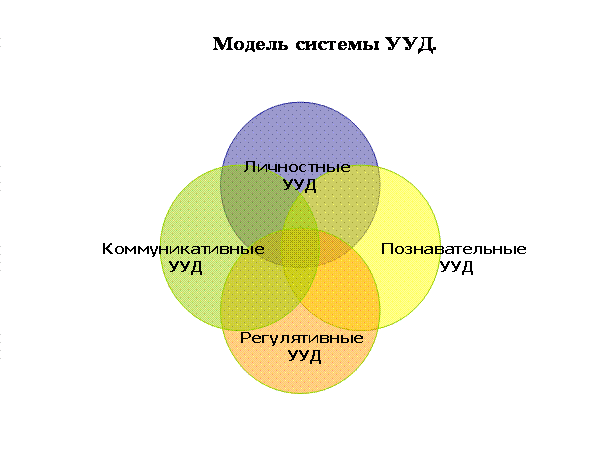 Модель системы УУД.
Личностные
УУД
Коммуникативные
УУД
Познавательные
УУД
Регулятивные
УУД